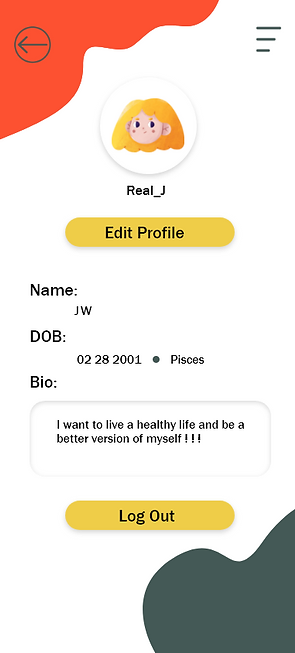 Real_J
Edit Profile
Name:
JW
DOB:
02 28 2001 ● Pisces
Bio:
I want to live a healthy life and be a
better version of myself ! ! !
Log Out